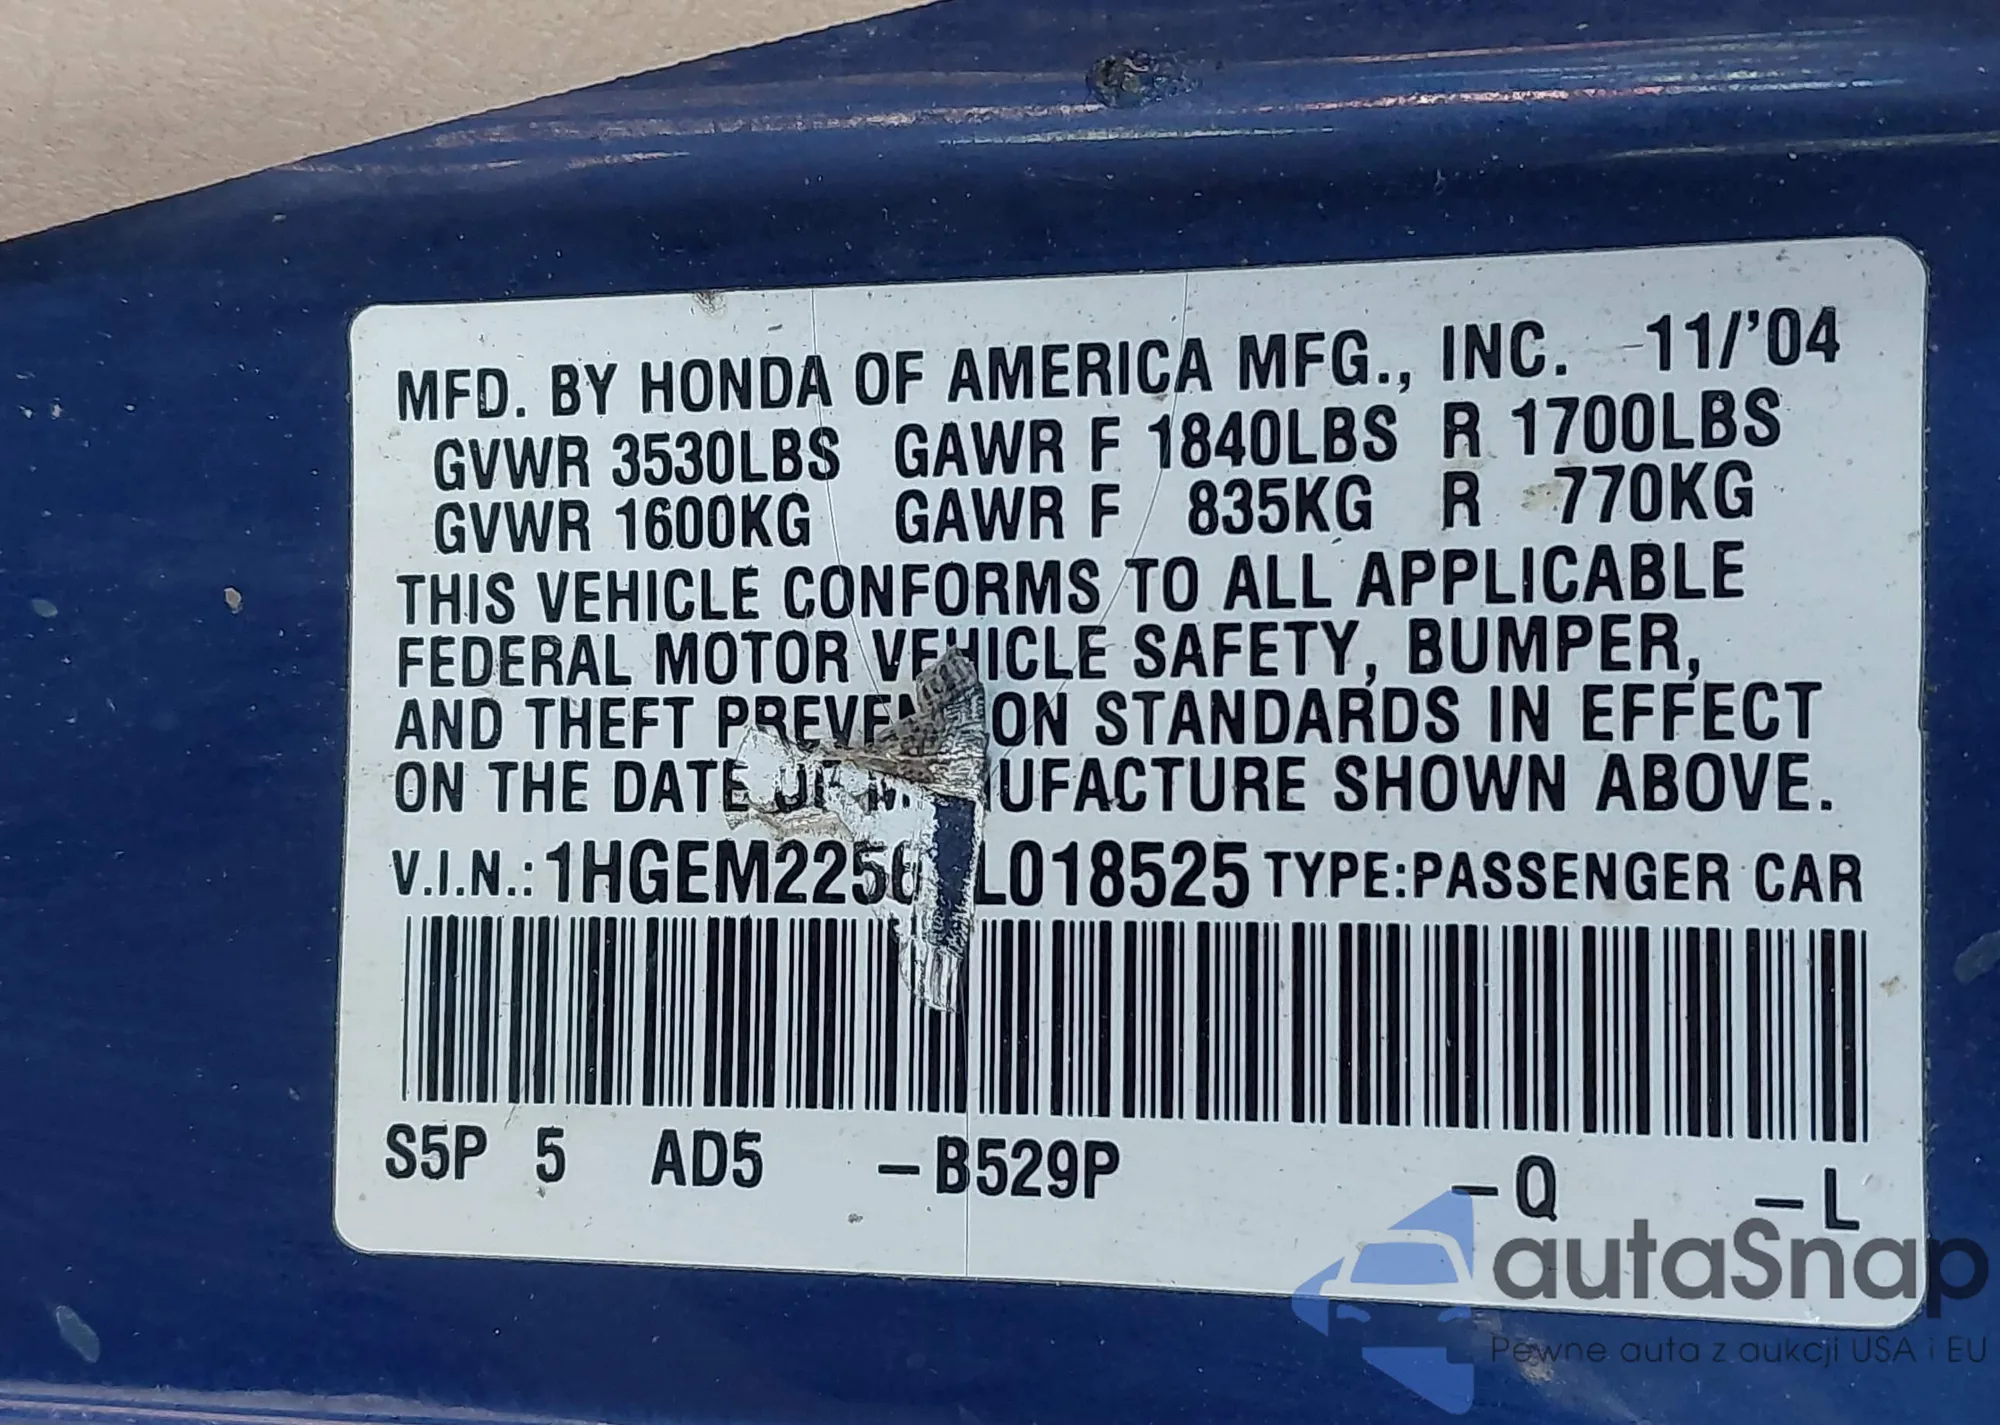 MFD. BY HONDA OF AMERICA MFG., INC. 11/'04
GVWR 3530LBS GAWR F 1840LBS R 1700LBS
GVWR 1600KG GAWR F 835KG R 770KG
THIS VEHICLE CONFORMS TO ALL APPLICABLE
FEDERAL MOTOR VEHICLE SAFETY, BUMPER,
AND THEFT STANDARDS IN EFFECT
ON THE DATE OF SHOWN ABOVE.
V.I.N.: TYPE:PASSENGER CAR
S5P 5 AD5 -B529P -Q -L
autaSnap
Pewne auta z aukcji USA i EU